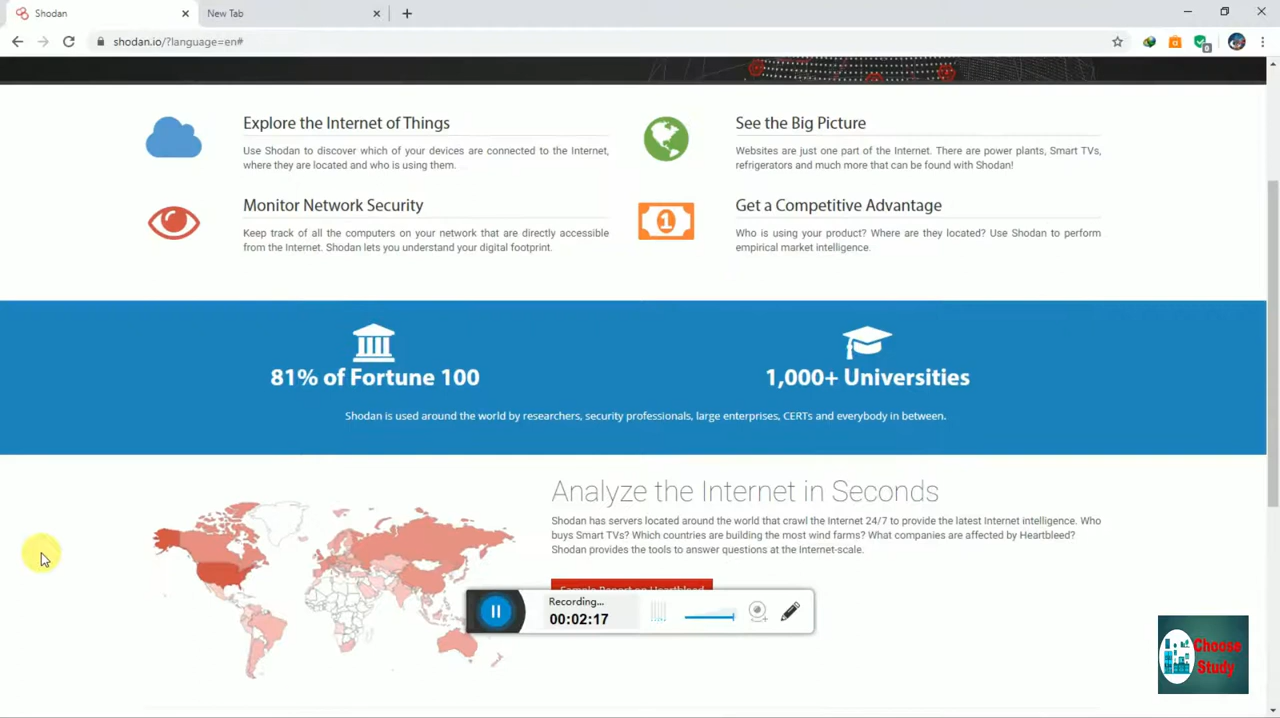 Shodan
New Tab
shodan.io/?language=en#
0
Explore the Internet of Things
Use Shodan to discover which of your devices are connected to the Internet,
where they are located and who is using them.
See the Big Picture
Websites are just one part of the Internet. There are power plants, Smart TVs,
refrigerators and much more that can be found with Shodan!
Monitor Network Security
Keep track of all the computers on your network that are directly accessible
from the Internet. Shodan lets you understand your digital footprint.
1
Get a Competitive Advantage
Who is using your product? Where are they located? Use Shodan to perform
empirical market intelligence.
81% of Fortune 100
1,000+ Universities
Shodan is used around the world by researchers, security professionals, large enterprises, CERTs and everybody in between.
Analyze the Internet in Seconds
Shodan has servers located around the world that crawl the Internet 24/7 to provide the latest Internet intelligence. Who
buys Smart TVs? Which countries are building the most wind farms? What companies are affected by Heartbleed?
Shodan provides the tools to answer questions at the Internet-scale.
Sample Report on Heartbleed
Recording...
00:02:17
Choose
Study